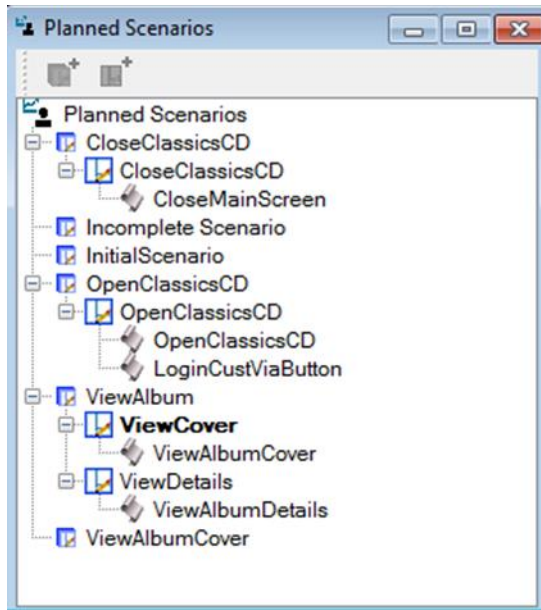 Planned Scenarios
Planned Scenarios
CloseClassicsCD
CloseClassicsCD
CloseMainScreen
Incomplete Scenario
InitialScenario
OpenClassicsCD
OpenClassicsCD
OpenClassicsCD
LoginCustViaButton
ViewAlbum
ViewCover
ViewAlbumCover
ViewDetails
ViewAlbumDetails
ViewAlbumCover